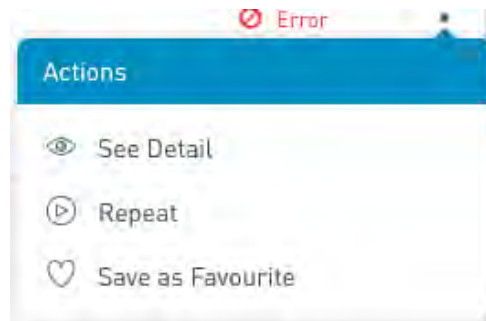 Error
Actions
See Detail
Repeat
Save as Favourite